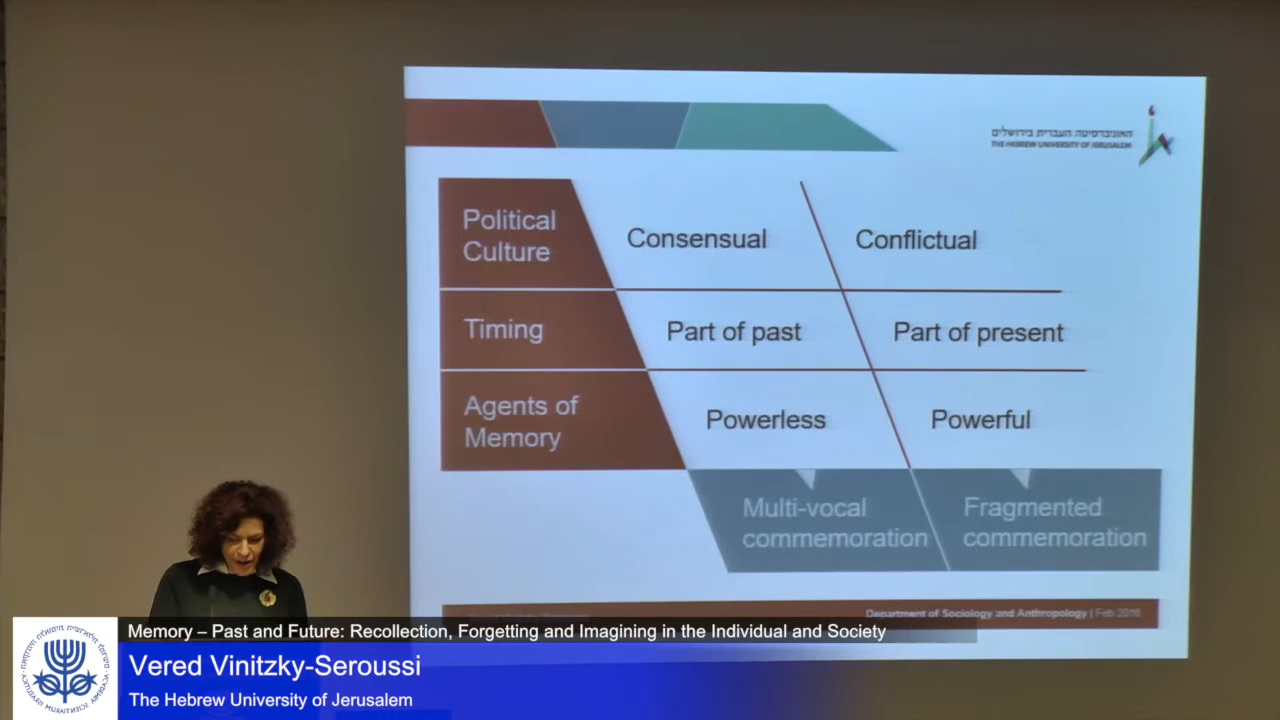 האוניברסיטה העברית בירושלים
THE HEBREW UNIVERSITY OF JERUSALEM
Political
Culture
Consensual
Conflictual
Timing
Part of past
Part of present
Agents of
Memory
Powerless
Powerful
Multi-vocal
commemoration
Fragmented
commemoration
Department of Sociology and Anthropology | Feb 2016
Memory – Past and Future: Recollection, Forgetting and Imagining in the Individual and Society
Vered Vinitzky-Seroussi
The Hebrew University of Jerusalem